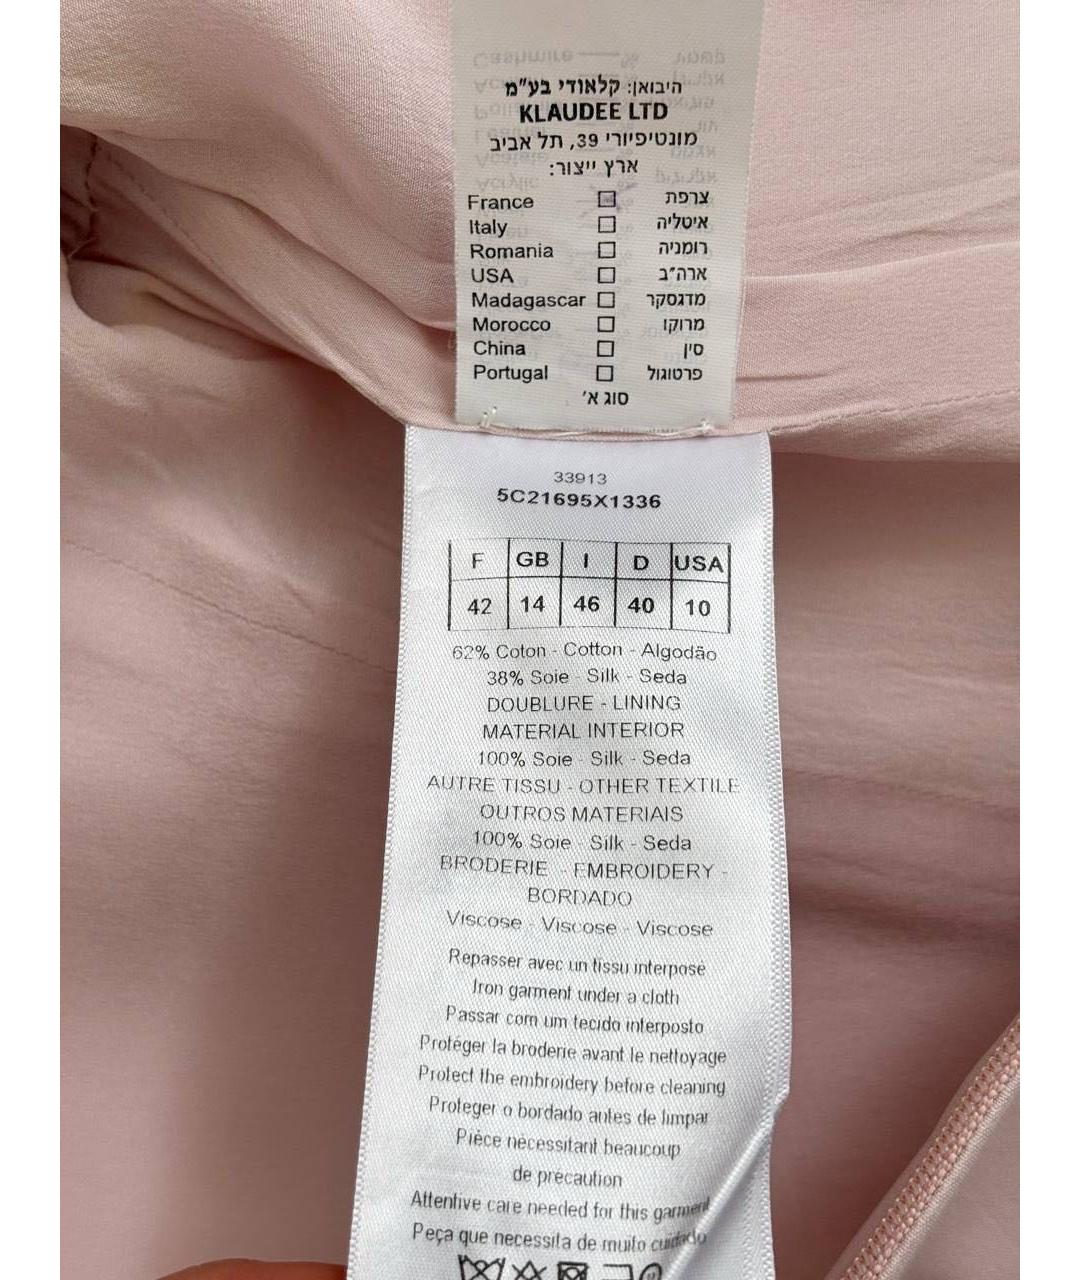 היבואן: קלאודי בע"מ
KLAUDEE LTD
מונטיפיורי 39, תל אביב
ארץ ייצור:
France צרפת
Italy איטליה
Romania רומניה
USA ארה"ב
Madagascar מדגסקר
Morocco מרוקו
China סין
Portugal פרטוגול
סוג א'
33913
5C21695X1336
F GB I D USA
42 14 46 40 10
62% Coton - Cotton - Algodão
38% Soie - Silk - Seda
DOUBLURE - LINING
MATERIAL INTERIOR
100% Soie - Silk - Seda
AUTRE TISSU - OTHER TEXTILE
OUTROS MATERIAIS
100% Soie - Silk - Seda
BRODERIE - EMBROIDERY -
BORDADO
Viscose - Viscose - Viscose
Repasser avec un tissu interposé
Iron garment under a cloth
Passar com um tecido interposto
Protéger la broderie avant le nettoyage
Protect the embroidery before cleaning
Proteger o bordado antes de limpar
Pièce nécessitant beaucoup
de précaution
Attentive care needed for this garment
Peça que necessita de muito cuidado